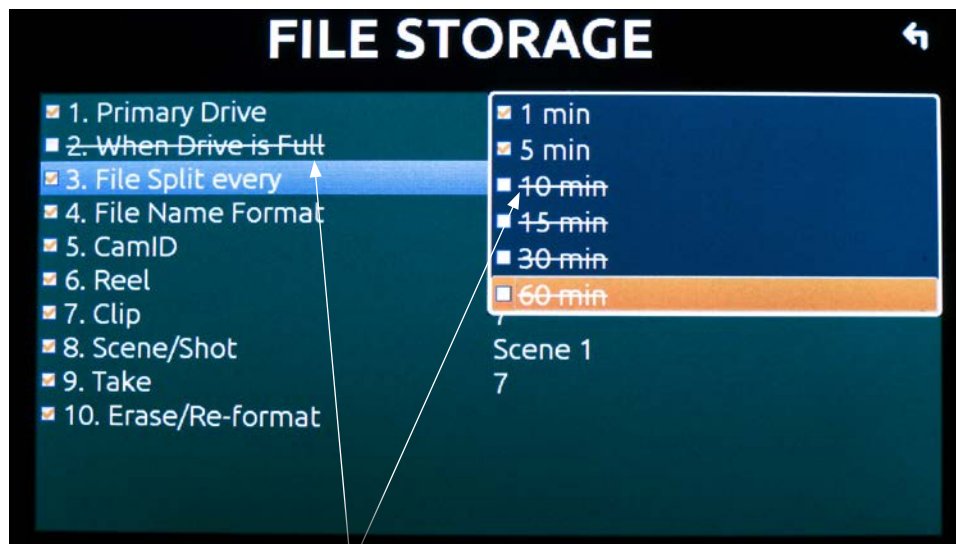 FILE STORAGE
1. Primary Drive
2. When Drive is Full
3. File Split every
4. File Name Format
5. CamID
6. Reel
7. Clip
8. Scene/Shot
9. Take
10. Erase/Re-format
1 min
5 min
10 min
15 min
30 min
60 min
Scene 1
7